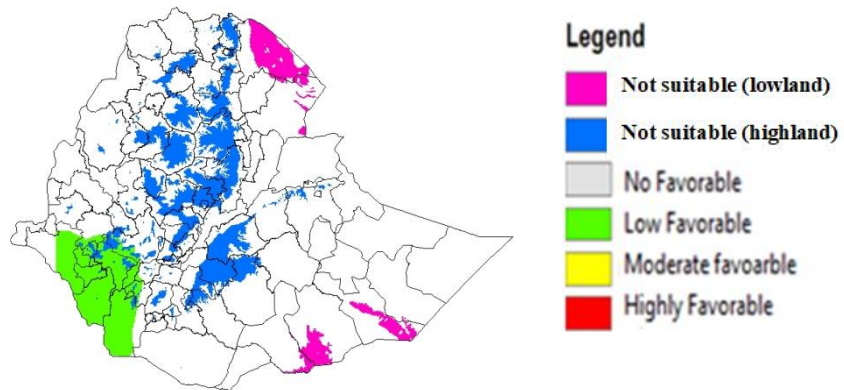 Legend
Not suitable (lowland)
Not suitable (highland)
No Favorable
Low Favorable
Moderate favoarble
Highly Favorable